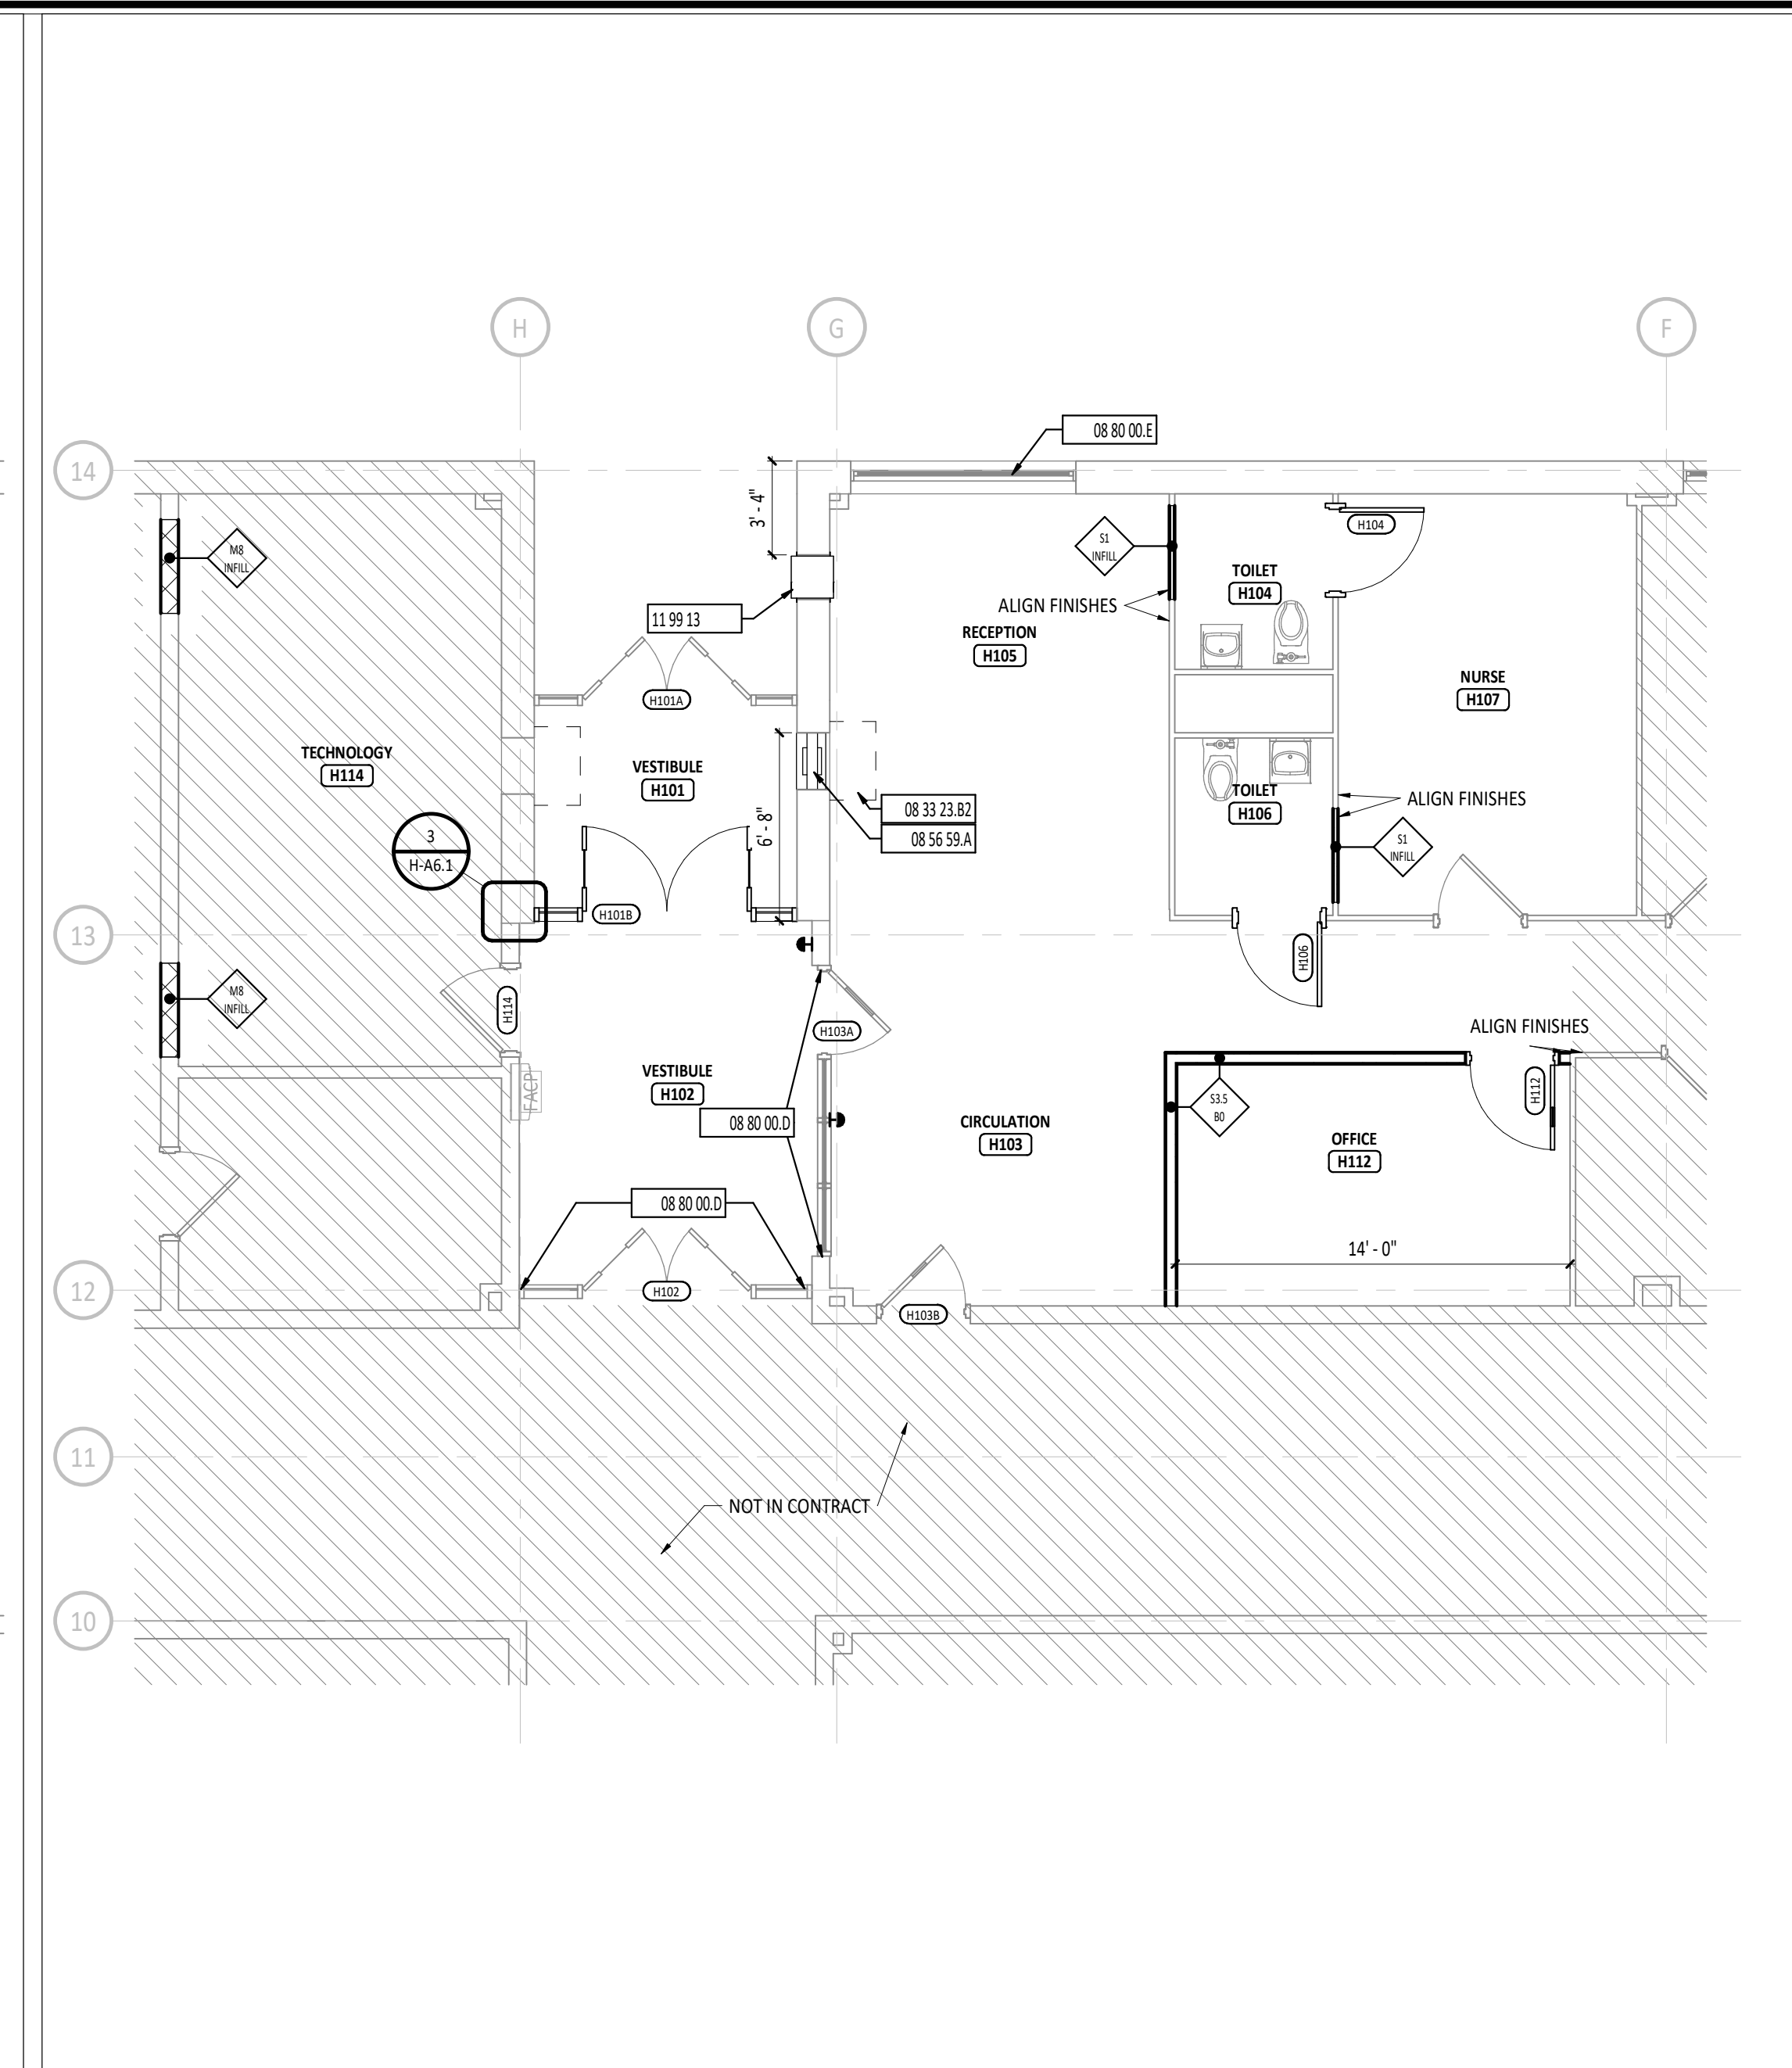 H
G
F
08 80 00.E
14
3' - 4"
H104
M8
INFILL
S1
INFILL
TOILET
H104
ALIGN FINISHES
11 99 13
RECEPTION
H105
NURSE
H107
H101A
TECHNOLOGY
H114
VESTIBULE
H101
TOILET
H106
ALIGN FINISHES
08 33 23.B2
08 56 59.A
6' - 8"
3
H-A6.1
S1
INFILL
H101B
13
H106
M8
INFILL
H114
H103A
ALIGN FINISHES
VESTIBULE
H102
FACP
H112
S3.5
B0
08 80 00.D
CIRCULATION
H103
OFFICE
H112
08 80 00.D
14' - 0"
12
H102
H103B
11
NOT IN CONTRACT
10